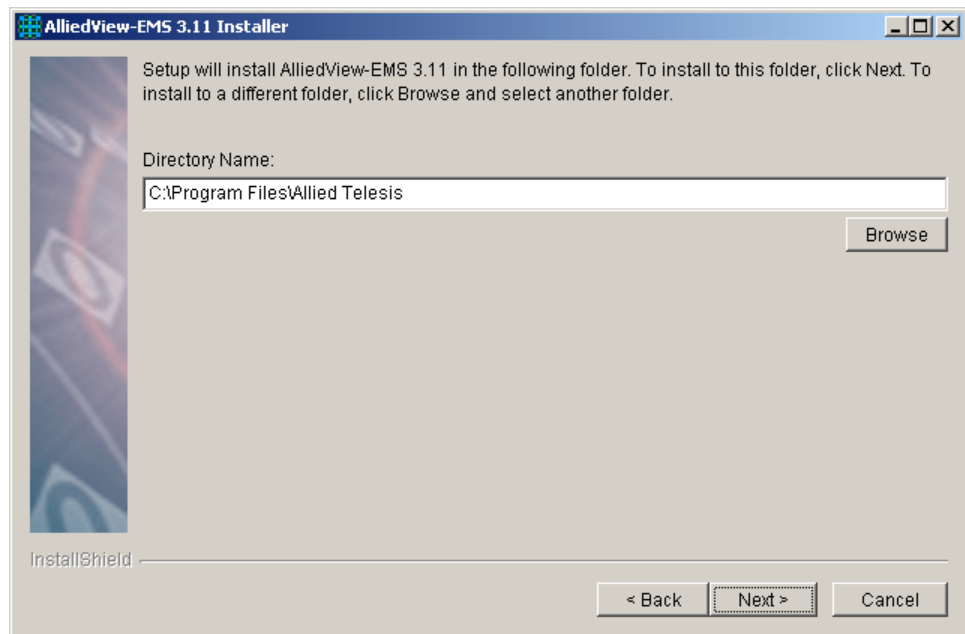 AlliedView-EMS 3.11 Installer
Setup will install AlliedView-EMS 3.11 in the following folder. To install to this folder, click Next. To
install to a different folder, click Browse and select another folder.
Directory Name:
C:\Program Files\Allied Telesis
Browse
InstallShield
< Back
Next >
Cancel